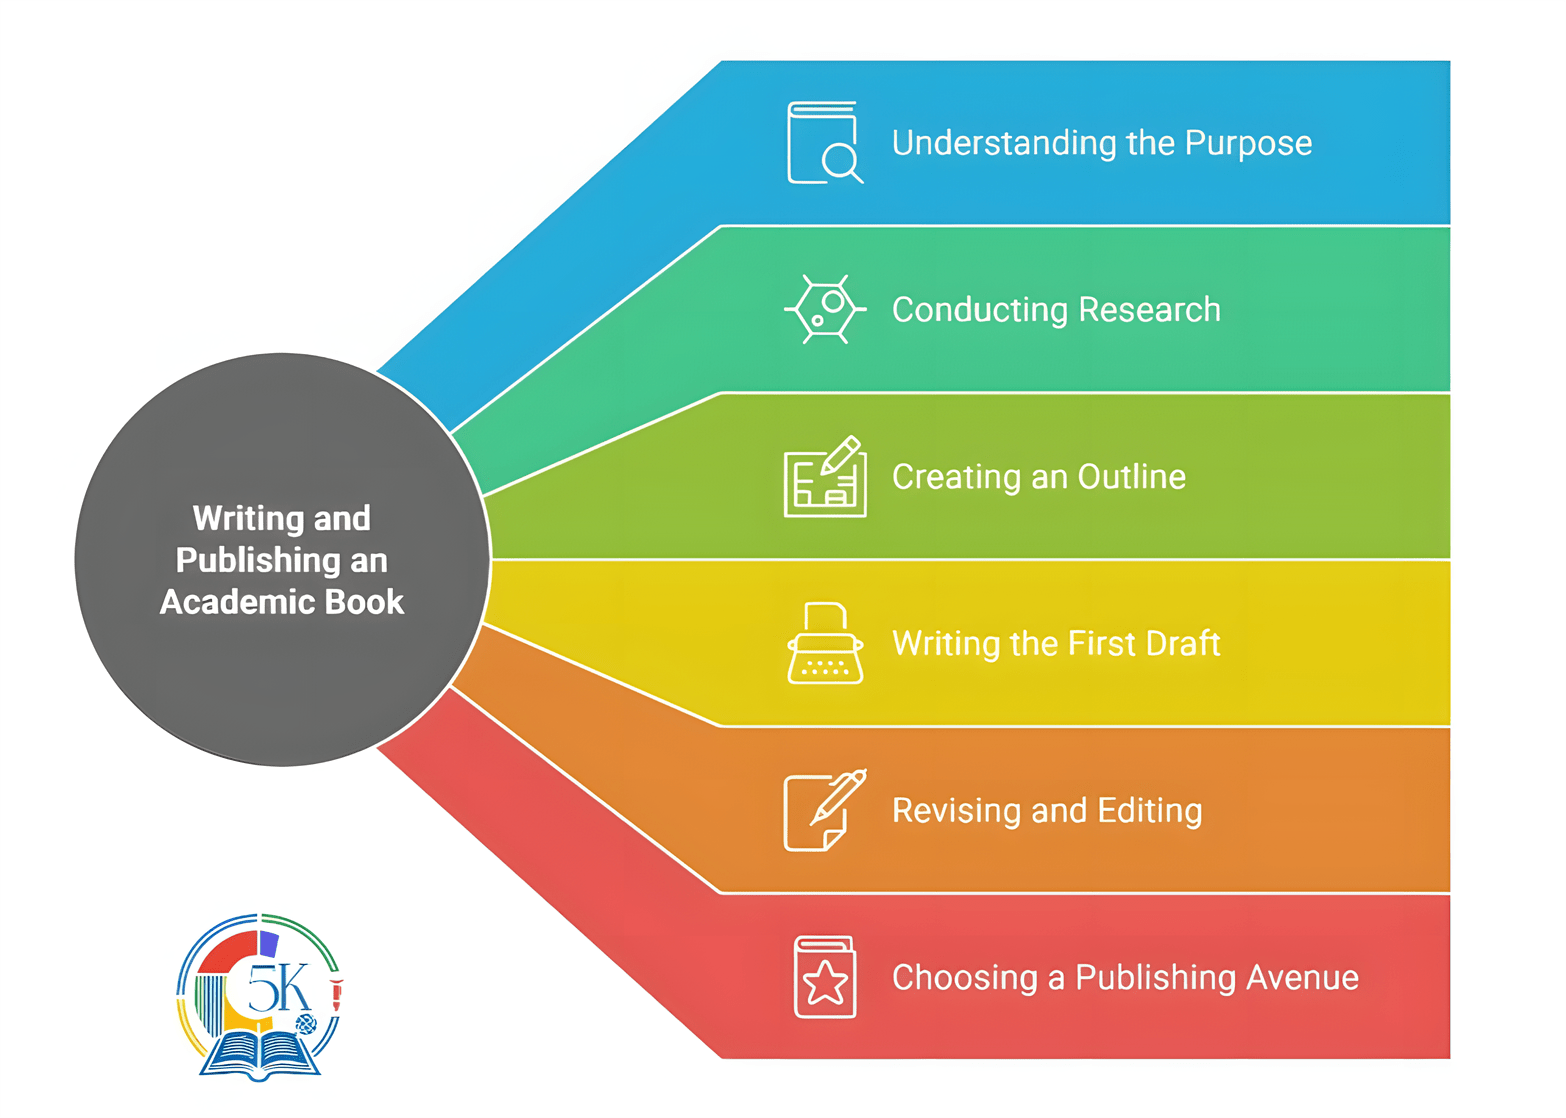 Understanding the Purpose
Conducting Research
Creating an Outline
Writing and
Publishing an
Academic Book
Writing the First Draft
Revising and Editing
Choosing a Publishing Avenue
5K